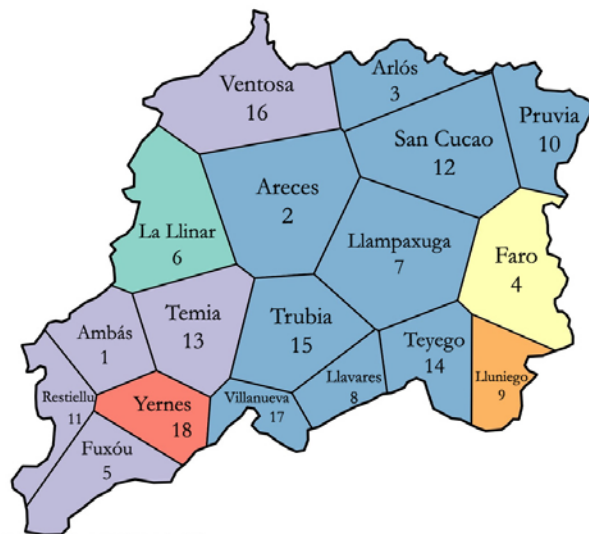 Ventosa
16
Arlós
3
Pruvia
10
San Cucao
12
Areces
2
La Llinar
6
Llampaxuga
7
Faro
4
Ambás
1
Temia
13
Trubia
15
Teyego
14
Lluniego
9
Llavares
8
Villanueva
17
Restiellu
11
Yernes
18
Fuxóu
5